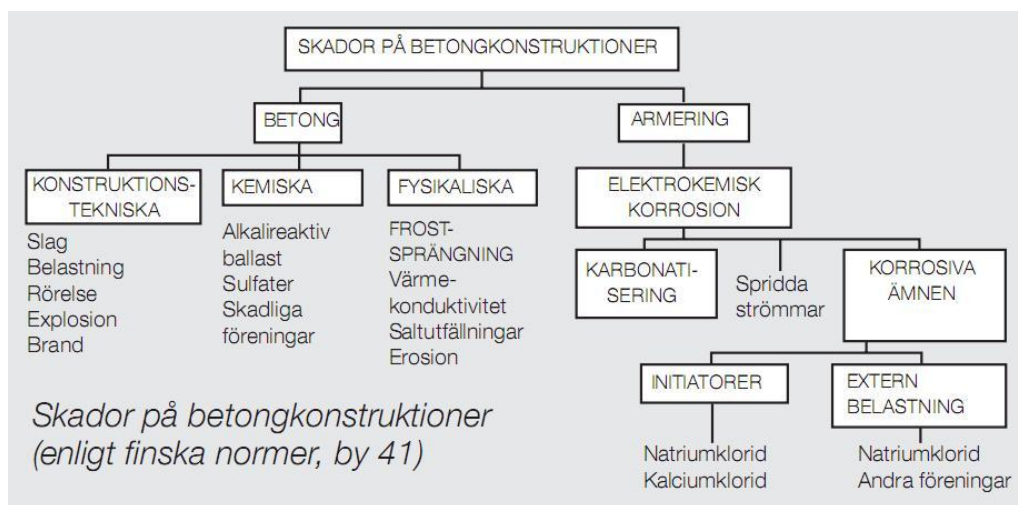 SKADOR PÅ BETONGKONSTRUKTIONER
BETONG
ARMERING
KONSTRUKTIONS-
TEKNISKA
Slag
Belastning
Rörelse
Explosion
Brand
KEMISKA
Alkalireaktiv
ballast
Sulfater
Skadliga
föreningar
FYSIKALISKA
FROST-
SPRÄNGNING
Värme-
konduktivitet
Saltutfällningar
Erosion
ELEKTROKEMISK
KORROSION
KARBONATI-
SERING
Spridda
strömmar
KORROSIVA
ÄMNEN
INITIATORER
Natriumklorid
Kalciumklorid
EXTERN
BELASTNING
Natriumklorid
Andra föreningar
Skador på betongkonstruktioner
(enligt finska normer, by 41)